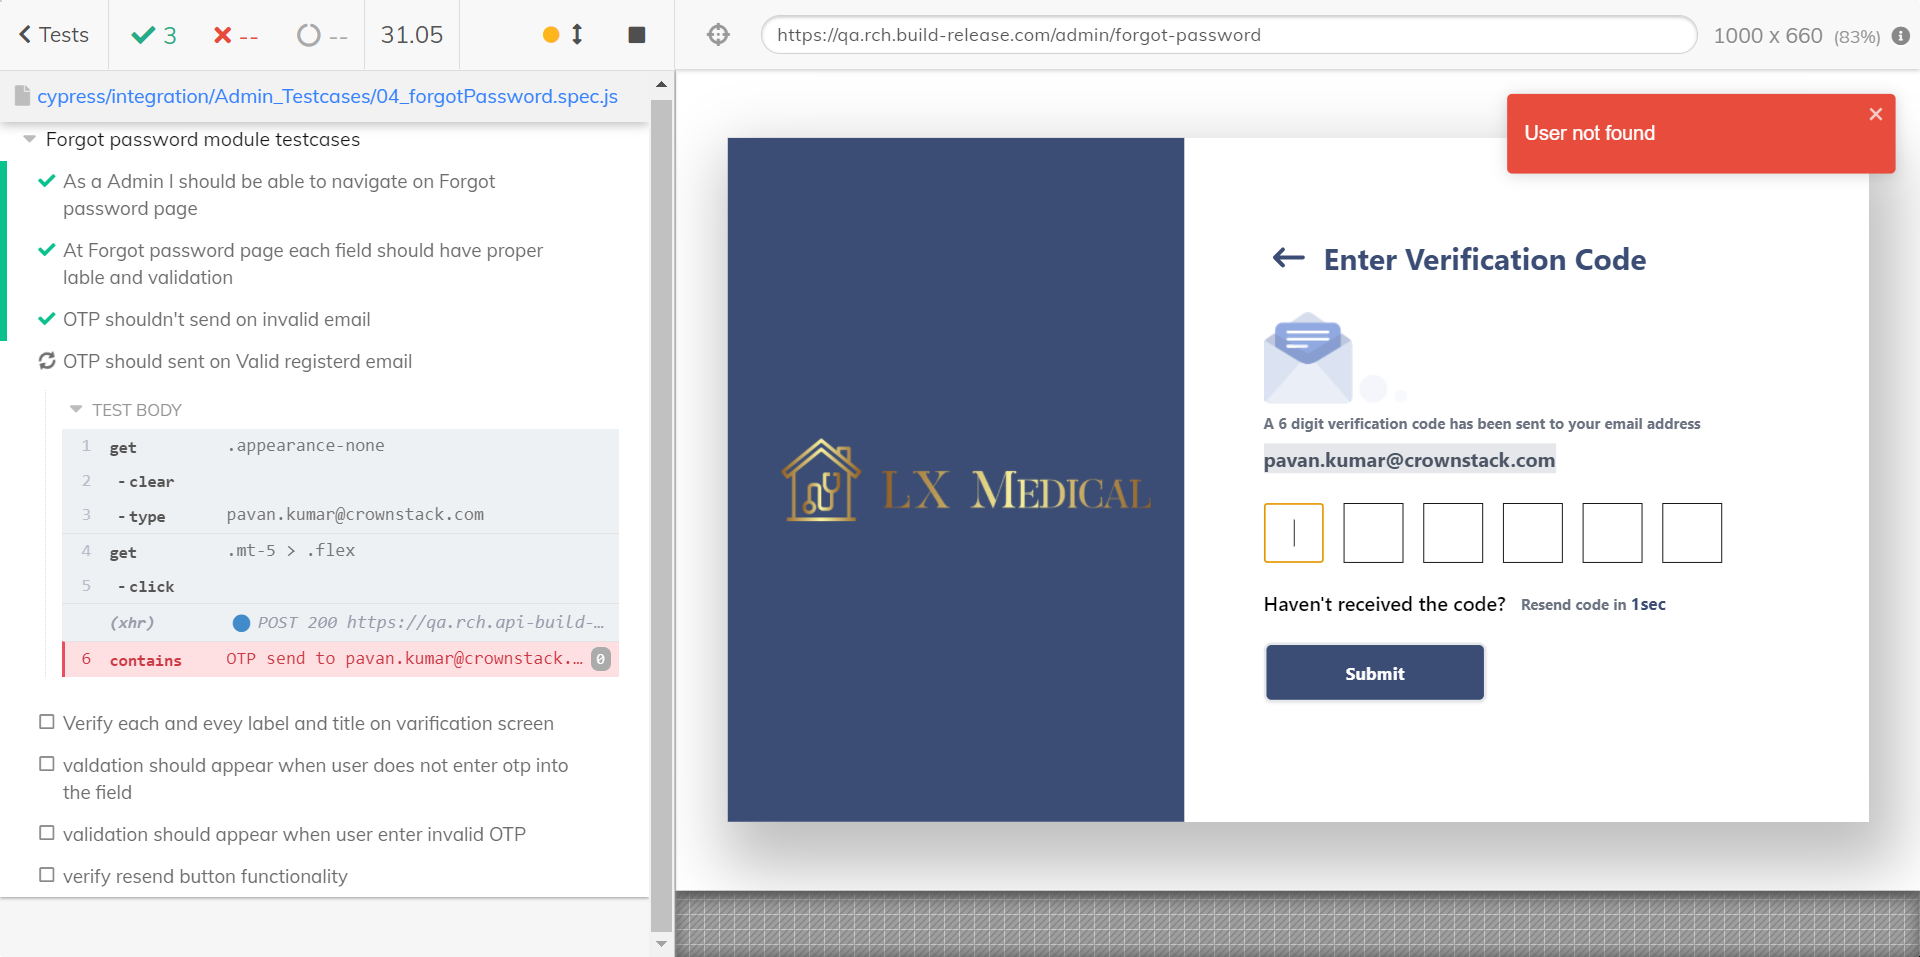 Tests
3
--
--
31.05
https://qa.rch.build-release.com/admin/forgot-password
1000 x 660 (83%)
cypress/integration/Admin_Testcases/04_forgotPassword.spec.js
Forgot password module testcases
As a Admin I should be able to navigate on Forgot
password page
At Forgot password page each field should have proper
lable and validation
OTP shouldn't send on invalid email
OTP should sent on Valid registerd email
TEST BODY
1 get .appearance-none
2 -clear
3 -type pavan.kumar@crownstack.com
4 get .mt-5 > .flex
5 -click
(xhr) POST 200 https://qa.rch.api-build-...
6 contains OTP send to pavan.kumar@crownstack.... 0
Verify each and evey label and title on varification screen
valdation should appear when user does not enter otp into
the field
validation should appear when user enter invalid OTP
verify resend button functionality
User not found
×
LX MEDICAL
Enter Verification Code
A 6 digit verification code has been sent to your email address
pavan.kumar@crownstack.com
Haven't received the code? Resend code in 1sec
Submit